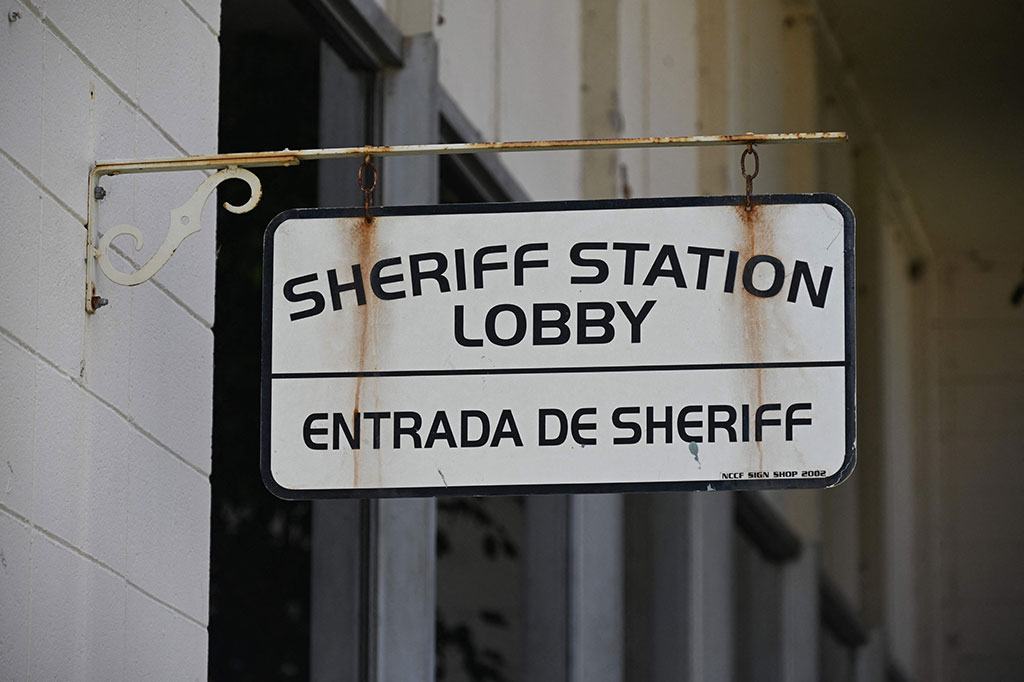 SHERIFF STATION
LOBBY
ENTRADA DE SHERIFF
NCCF SIGN SHOP 2002